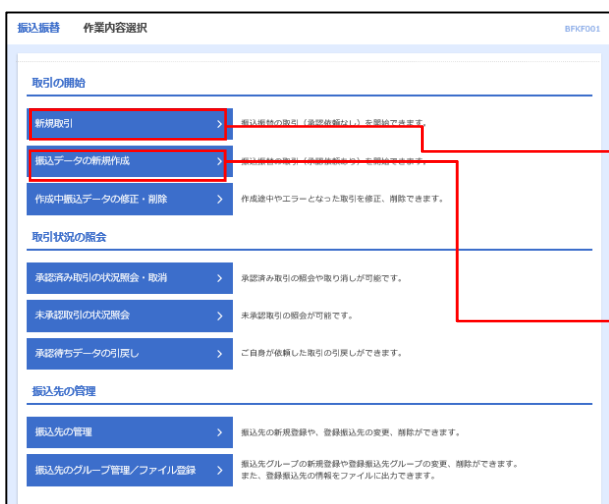 振込振替 作業内容選択 BFKF001
取引の開始
新規取引 振込振替の取引（承認依頼なし）を開始できます。
振込データの新規作成 振込振替の取引（承認依頼あり）を開始できます。
作成中振込データの修正・削除 作成途中やエラーとなった取引を修正、削除できます。
取引状況の照会
承認済み取引の状況照会・取消 承認済み取引の照会や取り消しが可能です。
未承認取引の状況照会 未承認取引の照会が可能です。
承認待ちデータの引戻し ご自身が依頼した取引の引戻しができます。
振込先の管理
振込先の管理 振込先の新規登録や、登録振込先の変更、削除ができます。
振込先のグループ管理／ファイル登録 振込先グループの新規登録や登録振込先グループの変更、削除ができます。
また、登録振込先の情報をファイルに出力できます。